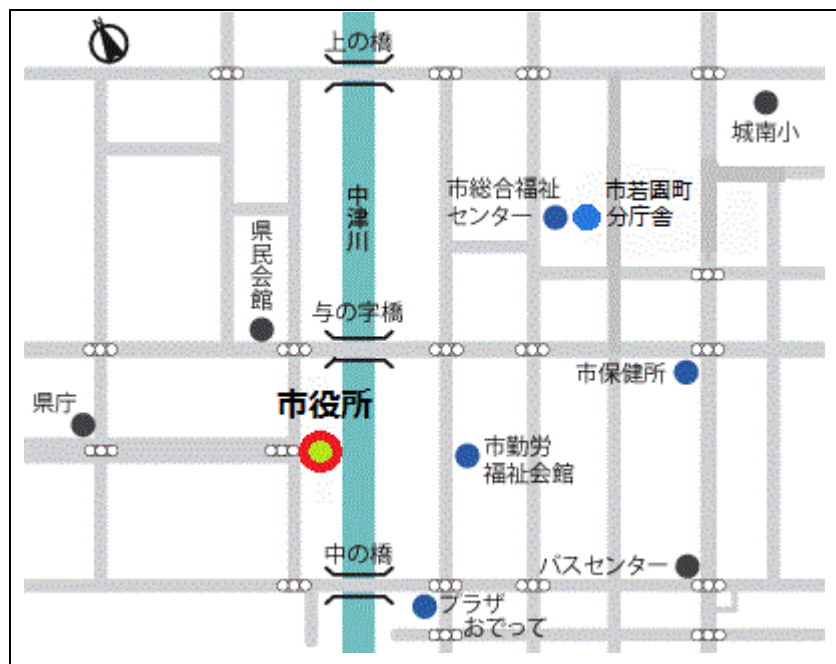 上の橋
城南小
市総合福祉
センター
市若園町
分庁舎
中津川
県民会館
与の字橋
市保健所
県庁
市役所
市勤労
福祉会館
中の橋
バスセンター
プラザ
おでって